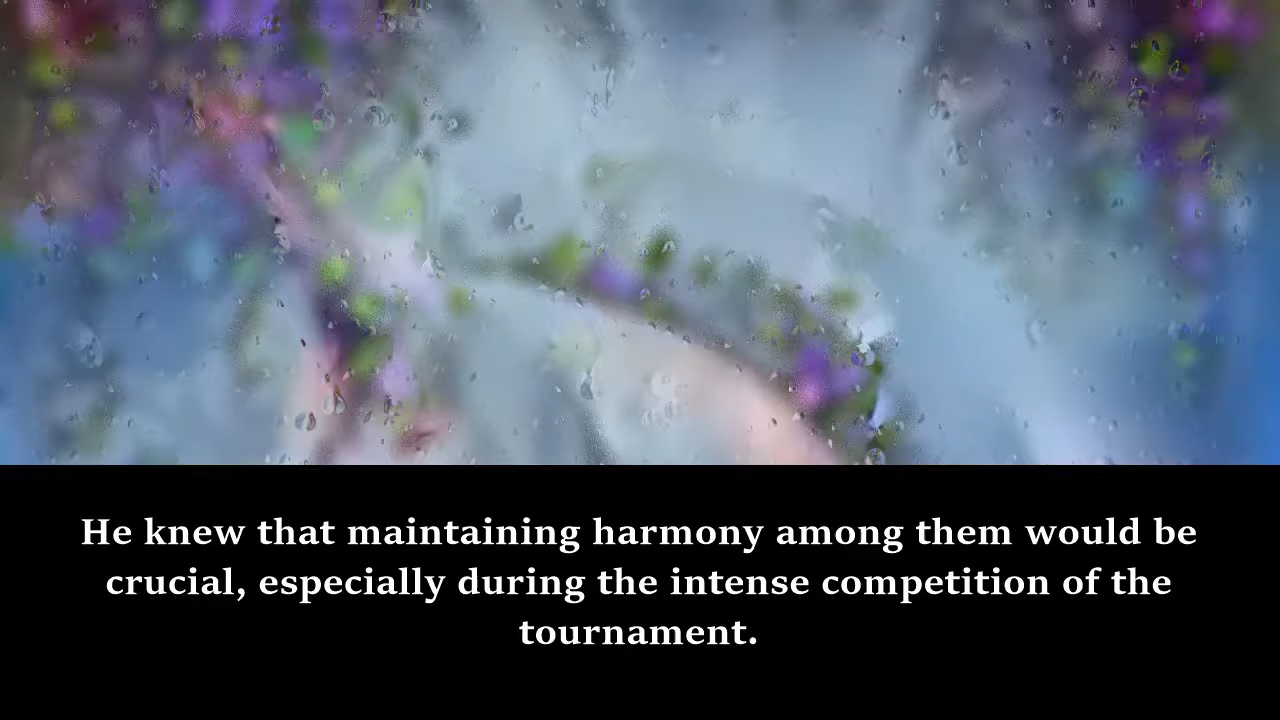 He knew that maintaining harmony among them would be
crucial, especially during the intense competition of the
tournament.